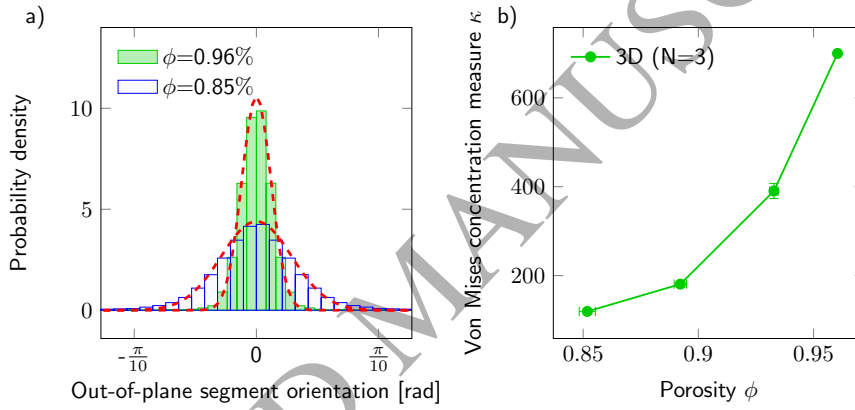 a)
ϕ=0.96%
ϕ=0.85%
Probability density
10
5
0
-π/10
0
π/10
Out-of-plane segment orientation [rad]
b)
3D (N=3)
Von Mises concentration measure κ
600
400
200
0.85
0.9
0.95
Porosity ϕ
D MANUSC